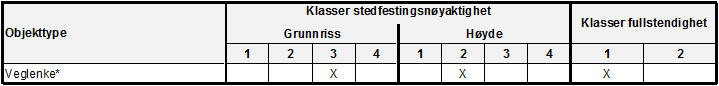 Objekttype Klasser stedfestingsnøyaktighet Klasser fullstendighet
Grunnriss Høyde
1 2 3 4 1 2 3 4 1 2
Veglenke* X X X